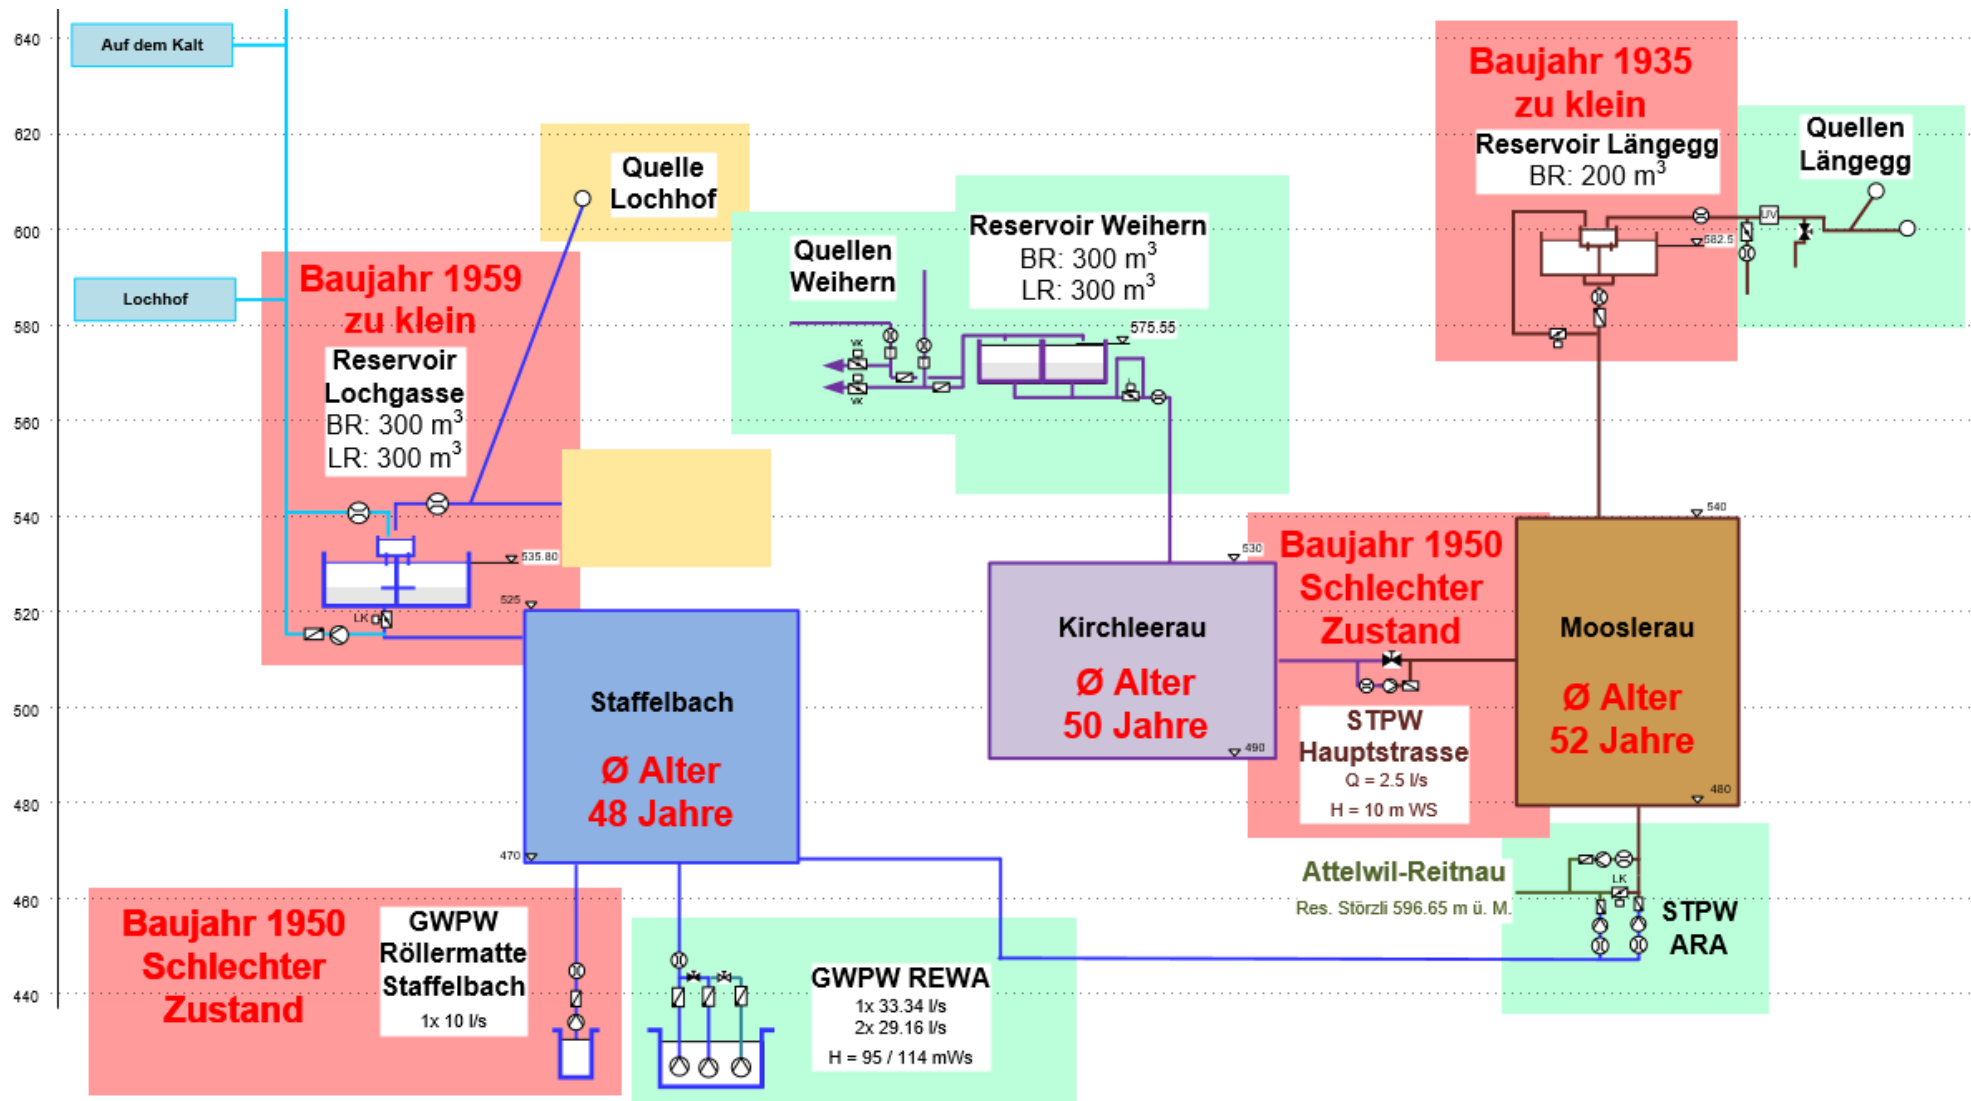 640
620
600
580
560
540
520
500
480
460
440
Auf dem Kalt
Lochhof
Baujahr 1959
zu klein
Reservoir
Lochgasse
BR: 300 m³
LR: 300 m³
535.80
LK
Quelle
Lochhof
Quellen
Weihern
VK
VK
Reservoir Weihern
BR: 300 m³
LR: 300 m³
575.55
Baujahr 1935
zu klein
Reservoir Längegg
BR: 200 m³
582.5
UV
Quellen
Längegg
525
Staffelbach
Ø Alter
48 Jahre
470
530
Kirchleerau
Ø Alter
50 Jahre
490
Baujahr 1950
Schlechter
Zustand
STPW
Hauptstrasse
Q = 2.5 l/s
H = 10 m WS
540
Mooslerau
Ø Alter
52 Jahre
480
Baujahr 1950
Schlechter
Zustand
GWPW
Röllermatte
Staffelbach
1x 10 l/s
GWPW REWA
1x 33.34 l/s
2x 29.16 l/s
H = 95 / 114 mWs
Attelwil-Reitnau
Res. Störzli 596.65 m ü. M.
LK
STPW
ARA